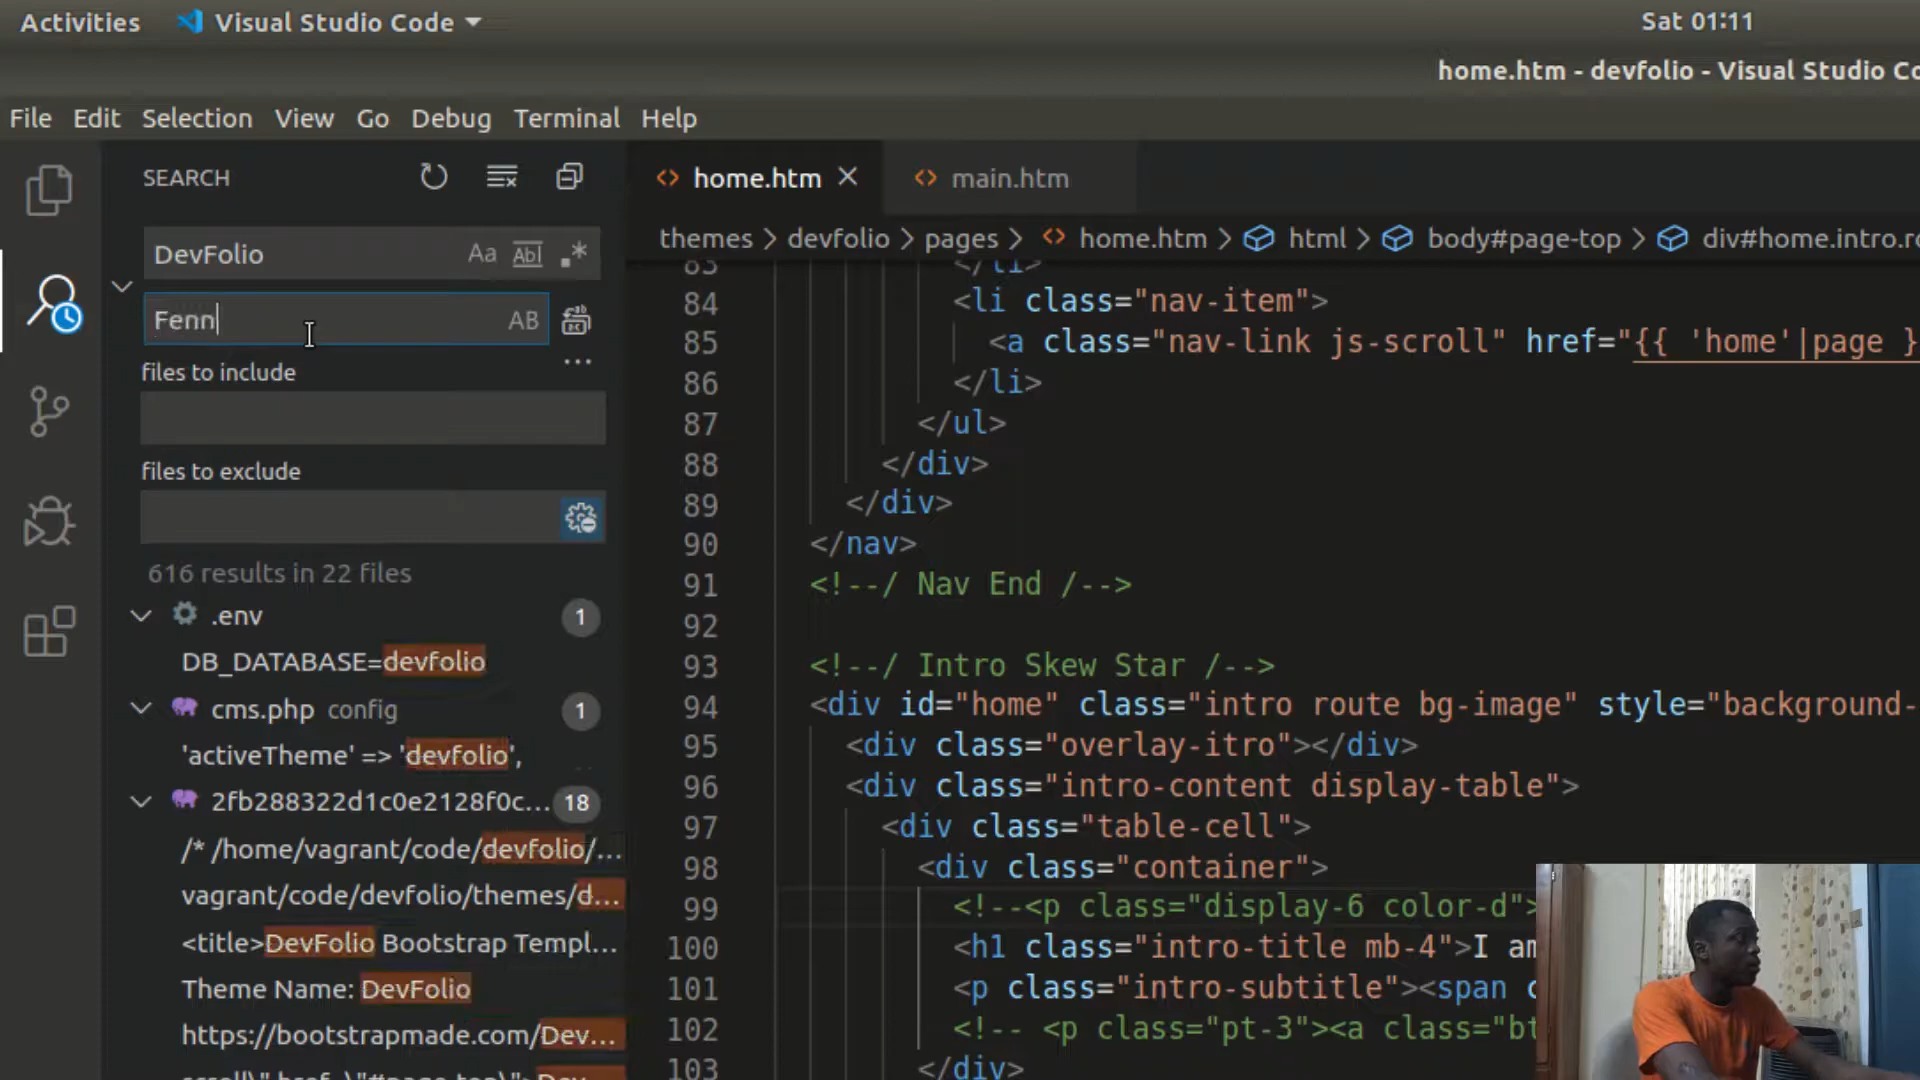 Activities Visual Studio Code Sat 01:11
home.htm - devfolio - Visual Studio Co
File Edit Selection View Go Debug Terminal Help
SEARCH
DevFolio Aa Abl .*
Fenn AB
files to include
files to exclude
616 results in 22 files
.env 1
DB_DATABASE=devfolio
cms.php config 1
'activeTheme' => 'devfolio',
2fb288322d1c0e2128f0c... 18
/* /home/vagrant/code/devfolio/...
vagrant/code/devfolio/themes/d...
<title>DevFolio Bootstrap Templ...
Theme Name: DevFolio
https://bootstrapmade.com/Dev...
home.htm main.htm
themes > devfolio > pages > home.htm > html > body#page-top > div#home.intro.ro
83 </li>
84 <li class="nav-item">
85 <a class="nav-link js-scroll" href="{{ 'home'|page }
86 </li>
87 </ul>
88 </div>
89 </div>
90 </nav>
91 <!--/ Nav End /-->
92
93 <!--/ Intro Skew Star /-->
94 <div id="home" class="intro route bg-image" style="background-
95 <div class="overlay-itro"></div>
96 <div class="intro-content display-table">
97 <div class="table-cell">
98 <div class="container">
99 <!--<p class="display-6 color-d">
100 <h1 class="intro-title mb-4">I am
101 <p class="intro-subtitle"><span c
102 <!-- <p class="pt-3"><a class="bt
103 </div>